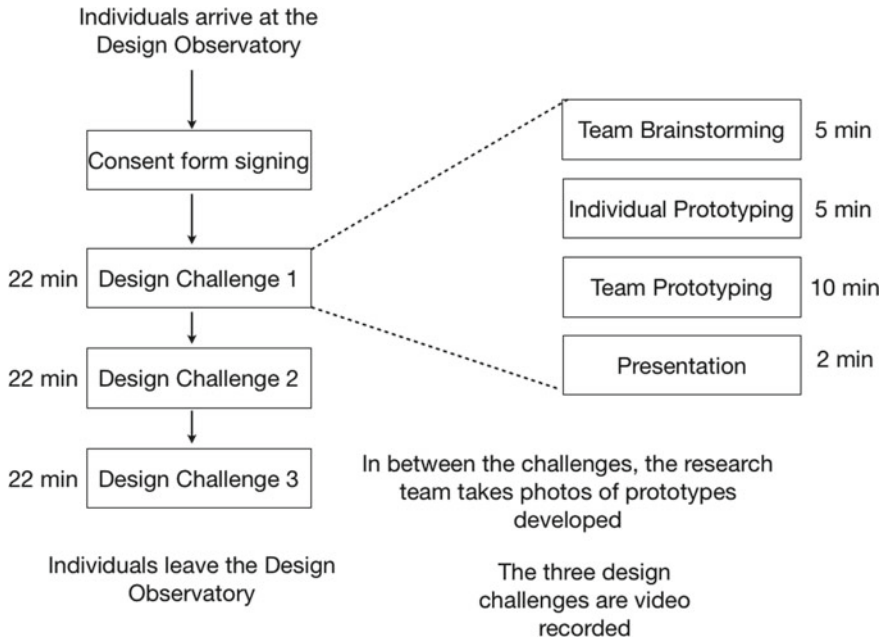 Individuals arrive at the
Design Observatory
Consent form signing
22 min
Design Challenge 1
22 min
Design Challenge 2
22 min
Design Challenge 3
Individuals leave the Design
Observatory
Team Brainstorming
5 min
Individual Prototyping
5 min
Team Prototyping
10 min
Presentation
2 min
In between the challenges, the research
team takes photos of prototypes
developed
The three design
challenges are video
recorded